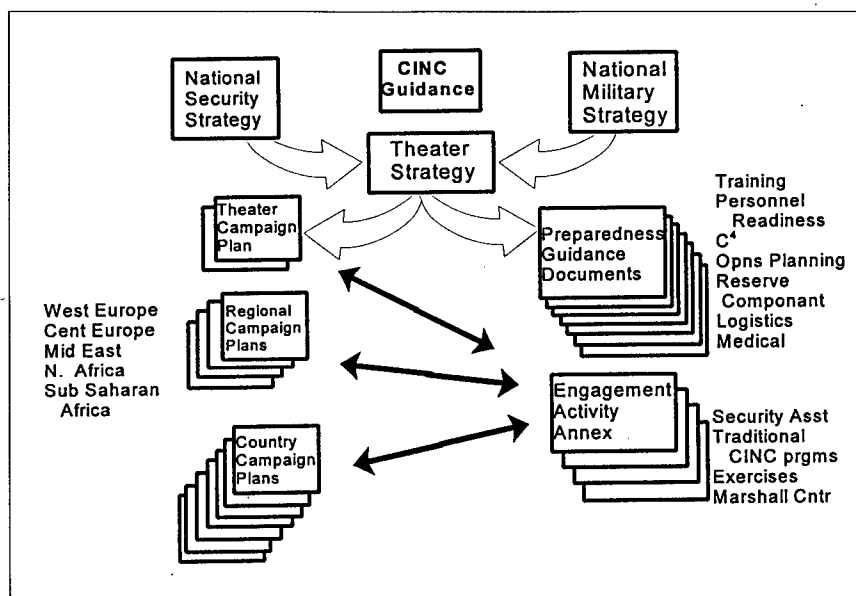 National
Security
Strategy
CINC
Guidance
National
Military
Strategy
Theater
Strategy
Theater
Campaign
Plan
Preparedness
Guidance
Documents
Training
Personnel
Readiness
C⁴
Opns Planning
Reserve
Componant
Logistics
Medical
West Europe
Cent Europe
Mid East
N. Africa
Sub Saharan
Africa
Regional
Campaign
Plans
Engagement
Activity
Annex
Security Asst
Traditional
CINC prgms
Exercises
Marshall Cntr
Country
Campaign
Plans